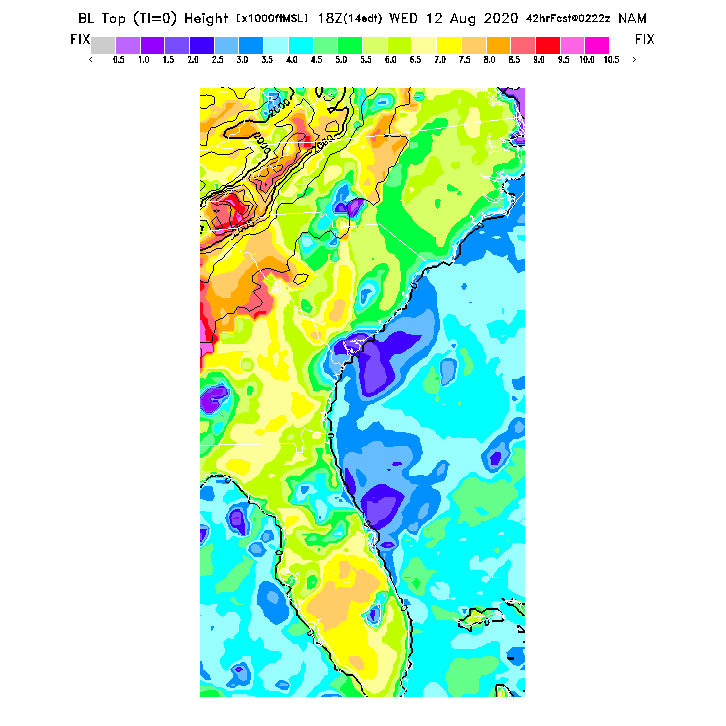 BL Top (TI=0) Height [x1000ftMSL] 18Z(14edt) WED 12 Aug 2020 42hrFcst@0222z NAM
FIX FIX
< 0.5 1.0 1.5 2.0 2.5 3.0 3.5 4.0 4.5 5.0 5.5 6.0 6.5 7.0 7.5 8.0 8.5 9.0 9.5 10.0 10.5 >
2000
2000